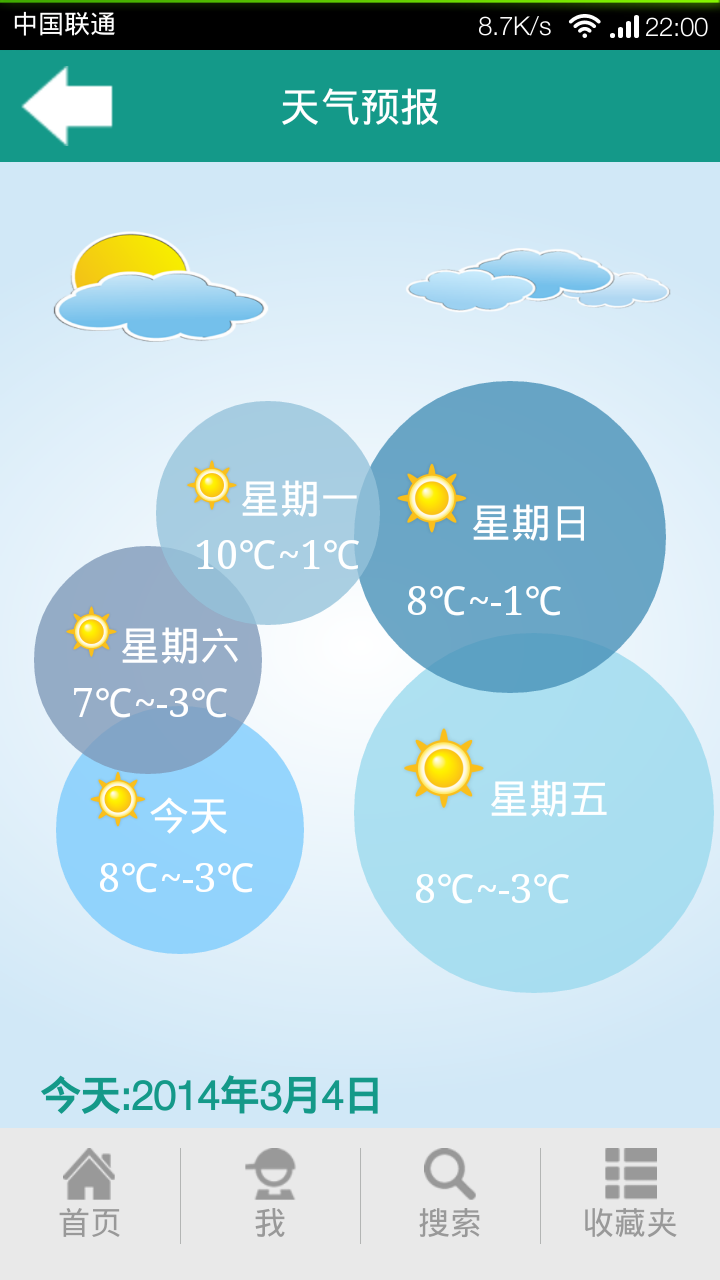 中国联通
8.7K/s
22:00
天气预报
星期一
10℃~1℃
星期日
8℃~-1℃
星期六
7℃~-3℃
今天
8℃~-3℃
星期五
8℃~-3℃
今天:2014年3月4日
首页
我
搜索
收藏夹